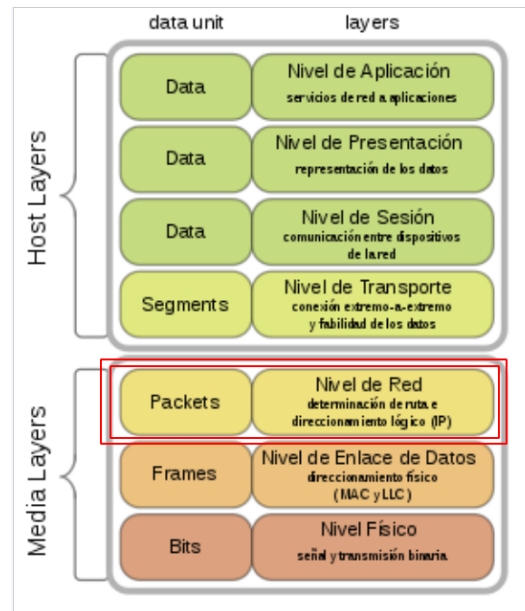 data unit
layers
Host Layers
Data
Nivel de Aplicación
servicios de red a aplicaciones
Data
Nivel de Presentación
representación de los datos
Data
Nivel de Sesión
comunicación entre dispositivos
de la red
Segments
Nivel de Transporte
conexión extremo-a-extremo
y fabilidad de los datos
Media Layers
Packets
Nivel de Red
determinación de ruta e
direccionamiento lógico (IP)
Frames
Nivel de Enlace de Datos
direccionamiento físico
(MAC y LLC)
Bits
Nivel Físico
señal y transmisión binaria.